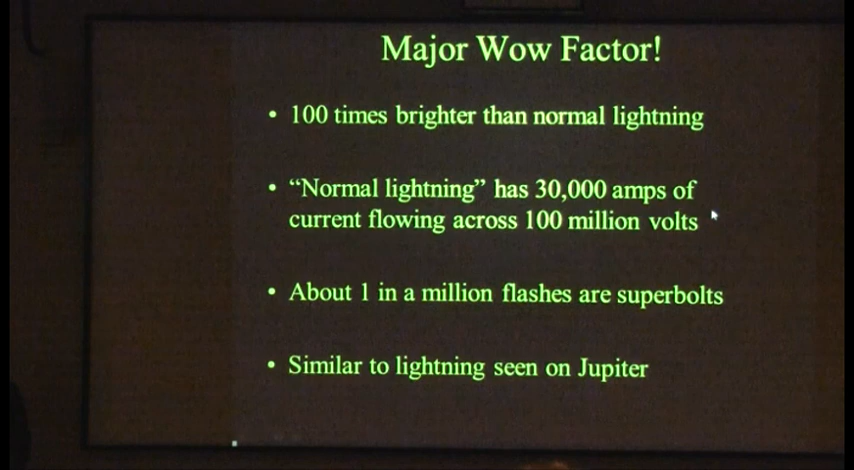 Major Wow Factor!
• 100 times brighter than normal lightning
• “Normal lightning” has 30,000 amps of
current flowing across 100 million volts
• About 1 in a million flashes are superbolts
• Similar to lightning seen on Jupiter